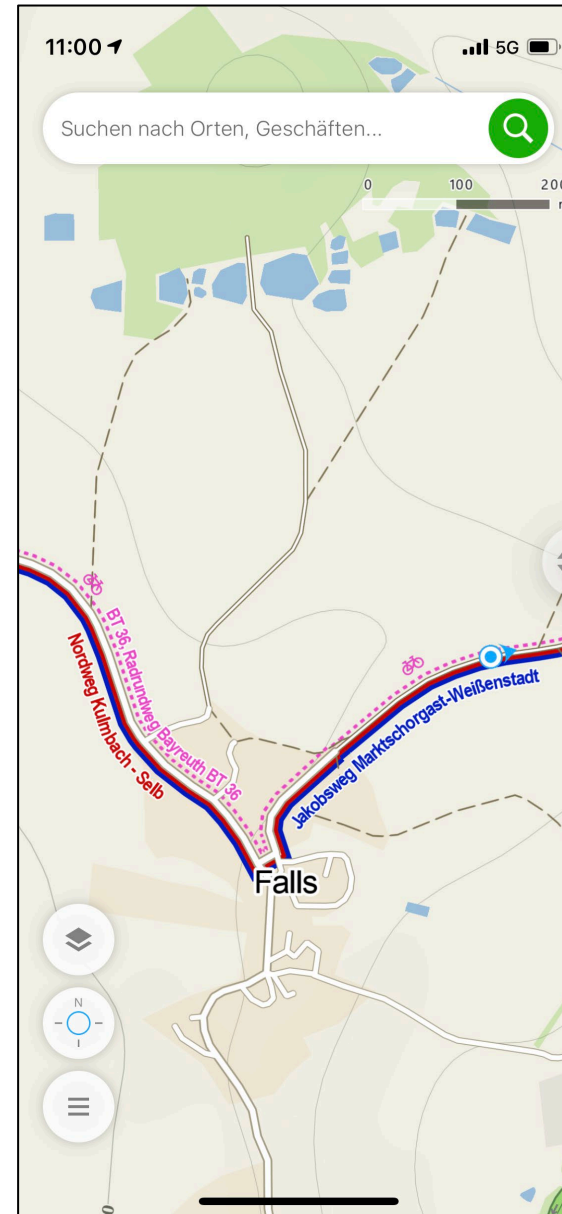 11:00
5G
Suchen nach Orten, Geschäften...
0 100 200
BT 36, Radrundweg Bayreuth BT 36
Nordweg Kulmbach - Selb
Jakobsweg Marktschorgast-Weißenstadt
Falls
N